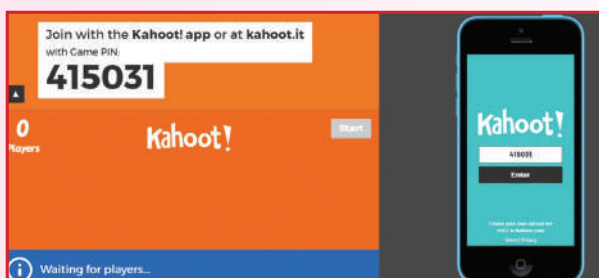 Join with the Kahoot! app or at kahoot.it
with Game PIN:
415031
0
Players
Kahoot!
Start
Waiting for players...
Kahoot!
415031
Enter